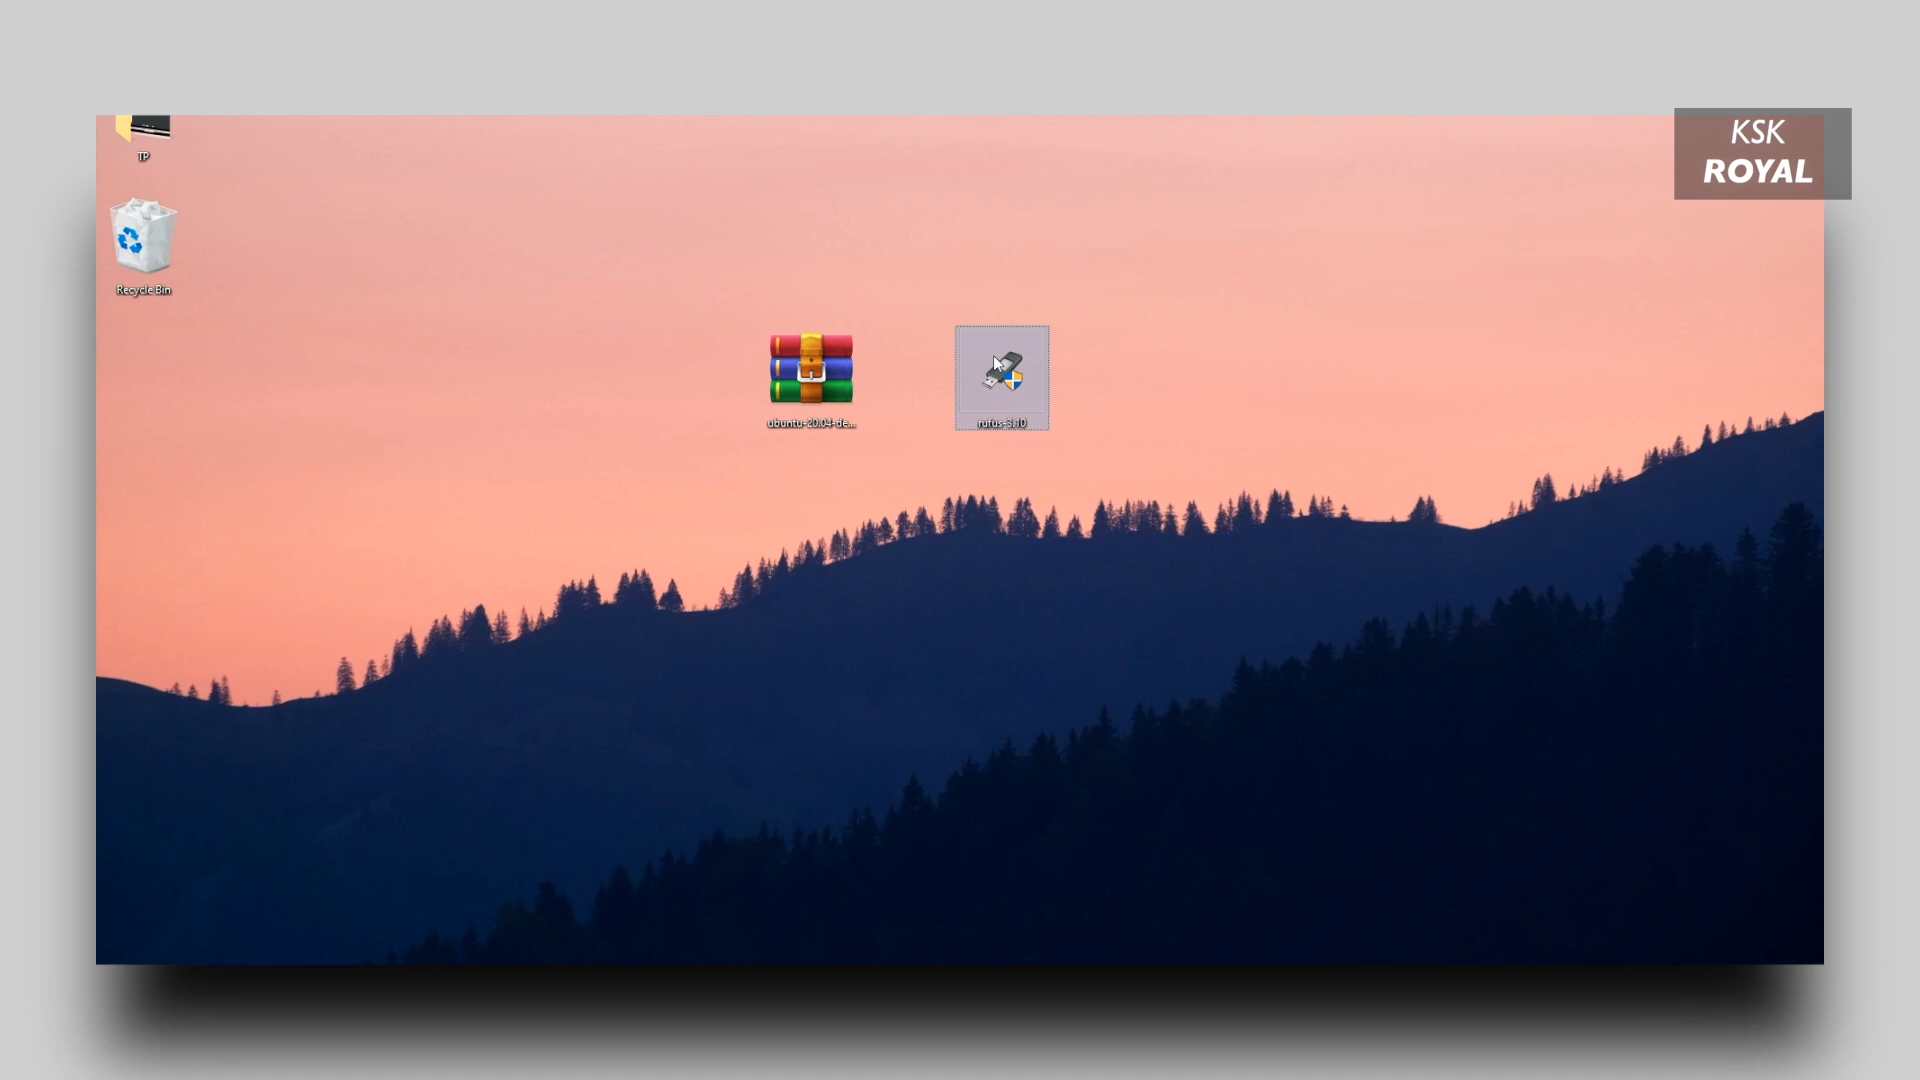 KSK
ROYAL
TP
Recycle Bin
ubuntu-20.04-de...
rufus-3.10